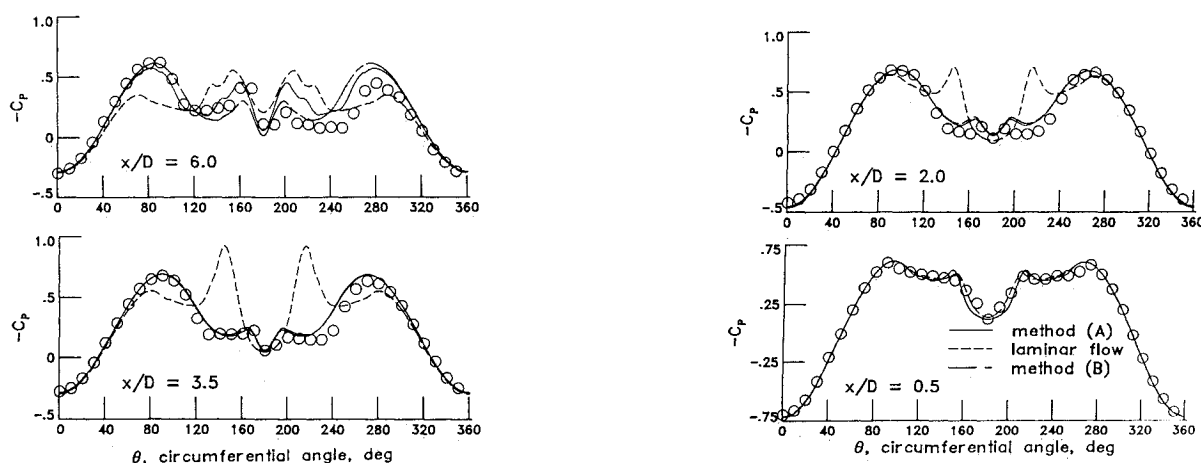 1.0
.5
0
-.5
-Cₚ
x/D = 6.0
0 40 80 120 160 200 240 280 320 360
1.0
.5
0
-.5
-Cₚ
x/D = 3.5
0 40 80 120 160 200 240 280 320 360
θ, circumferential angle, deg
1.0
.5
0
-.5
-Cₚ
x/D = 2.0
0 40 80 120 160 200 240 280 320 360
.75
.25
-.25
-.75
-Cₚ
method (A)
laminar flow
method (B)
x/D = 0.5
0 40 80 120 160 200 240 280 320 360
θ, circumferential angle, deg